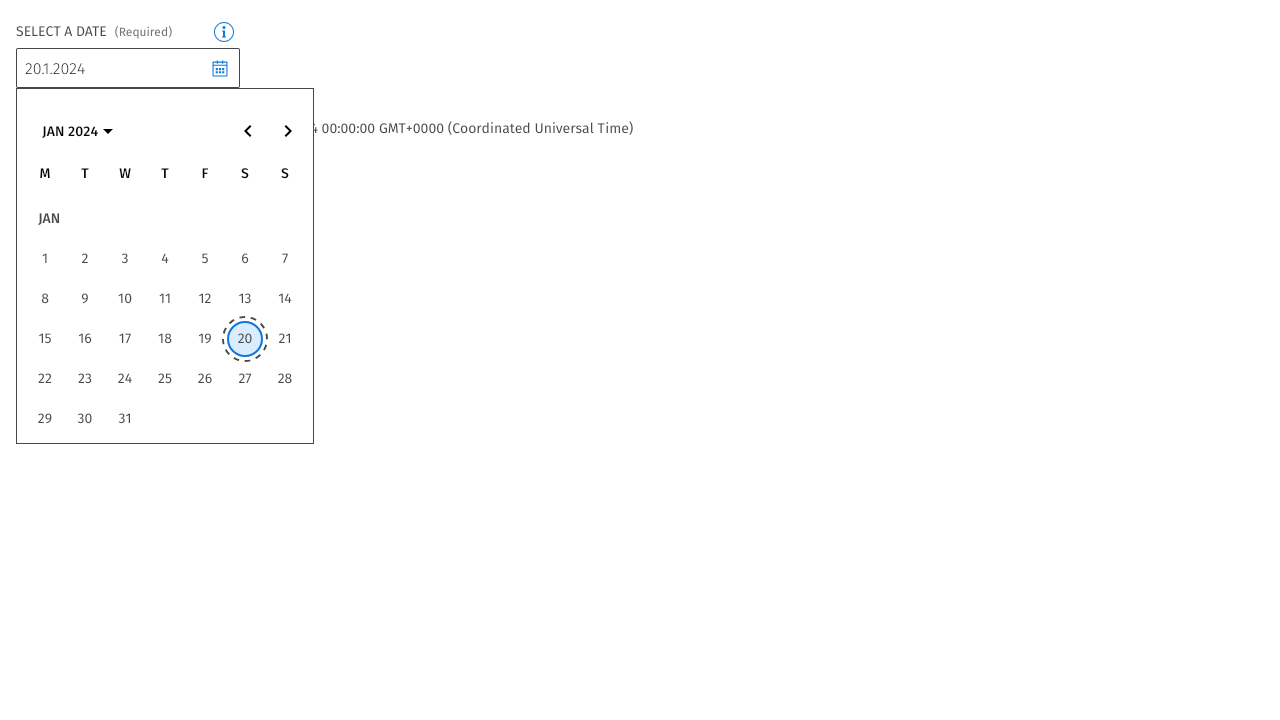 SELECT A DATE (Required)
20.1.2024
JAN 2024
00:00:00 GMT+0000 (Coordinated Universal Time)
M T W T F S S
JAN
1 2 3 4 5 6 7
8 9 10 11 12 13 14
15 16 17 18 19 20 21
22 23 24 25 26 27 28
29 30 31